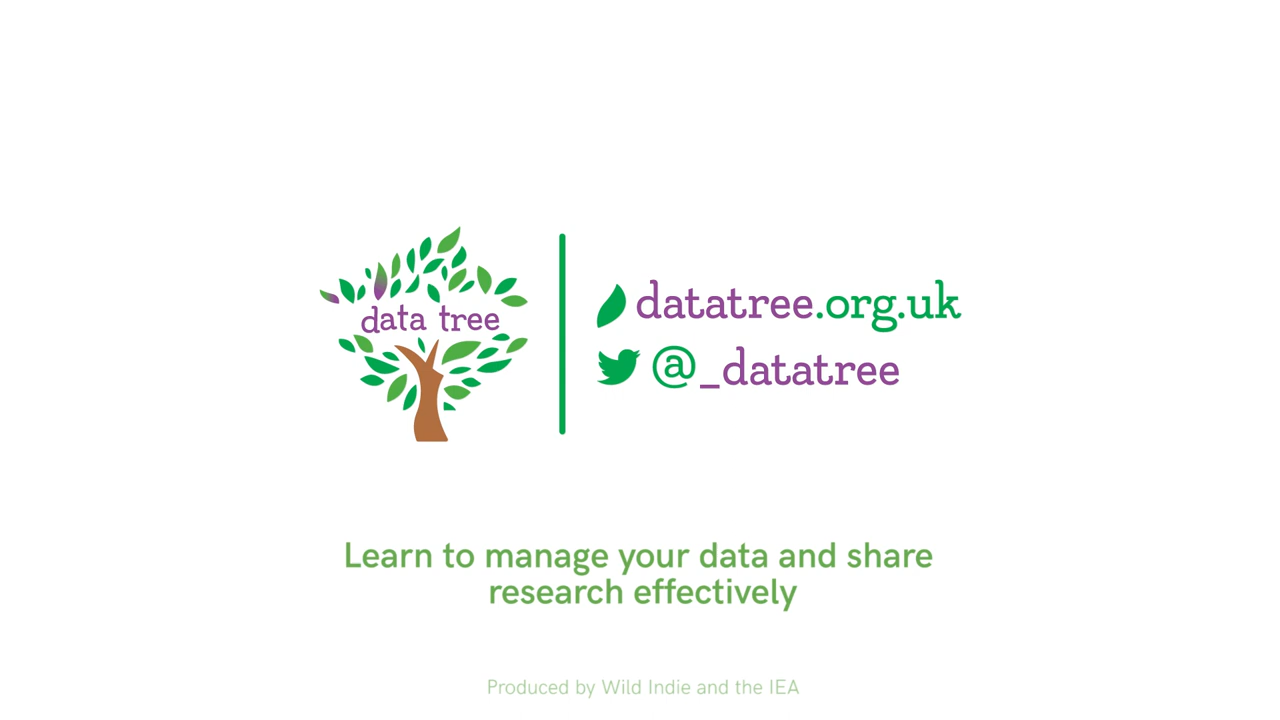 data tree
datatree.org.uk
@_datatree
Learn to manage your data and share
research effectively
Produced by Wild Indie and the IEA